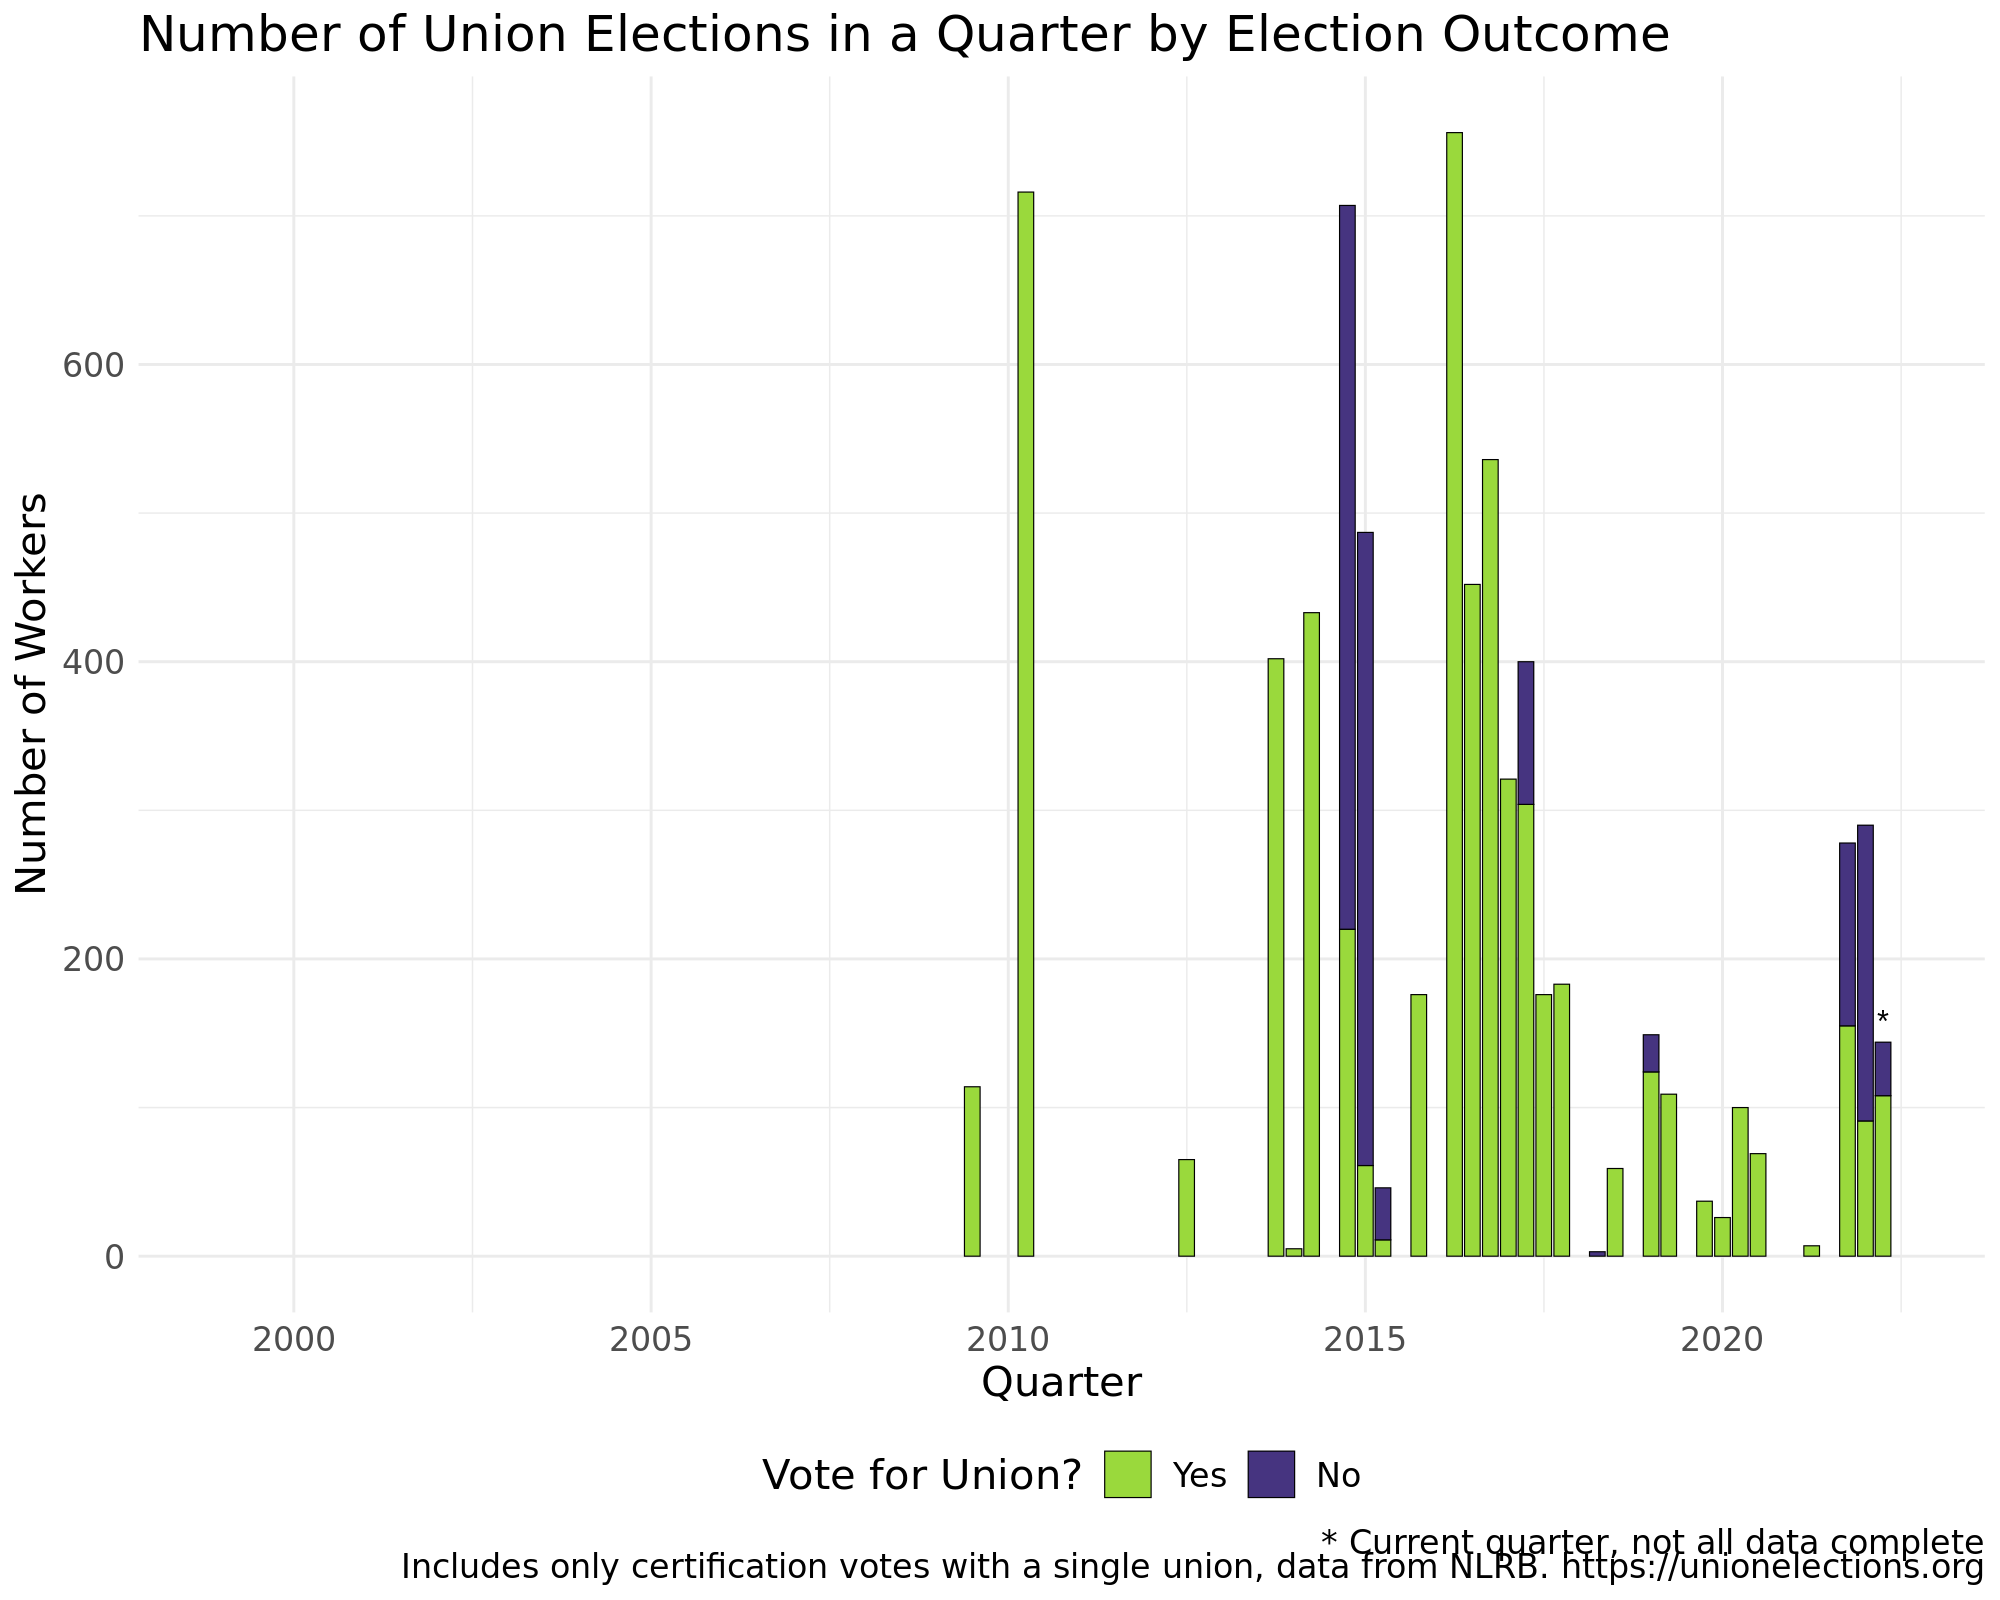 Number of Union Elections in a Quarter by Election Outcome
Number of Workers
600
400
200
0
*
2000 2005 2010 2015 2020
Quarter
Vote for Union? Yes No
* Current quarter, not all data complete
Includes only certification votes with a single union, data from NLRB. https://unionelections.org